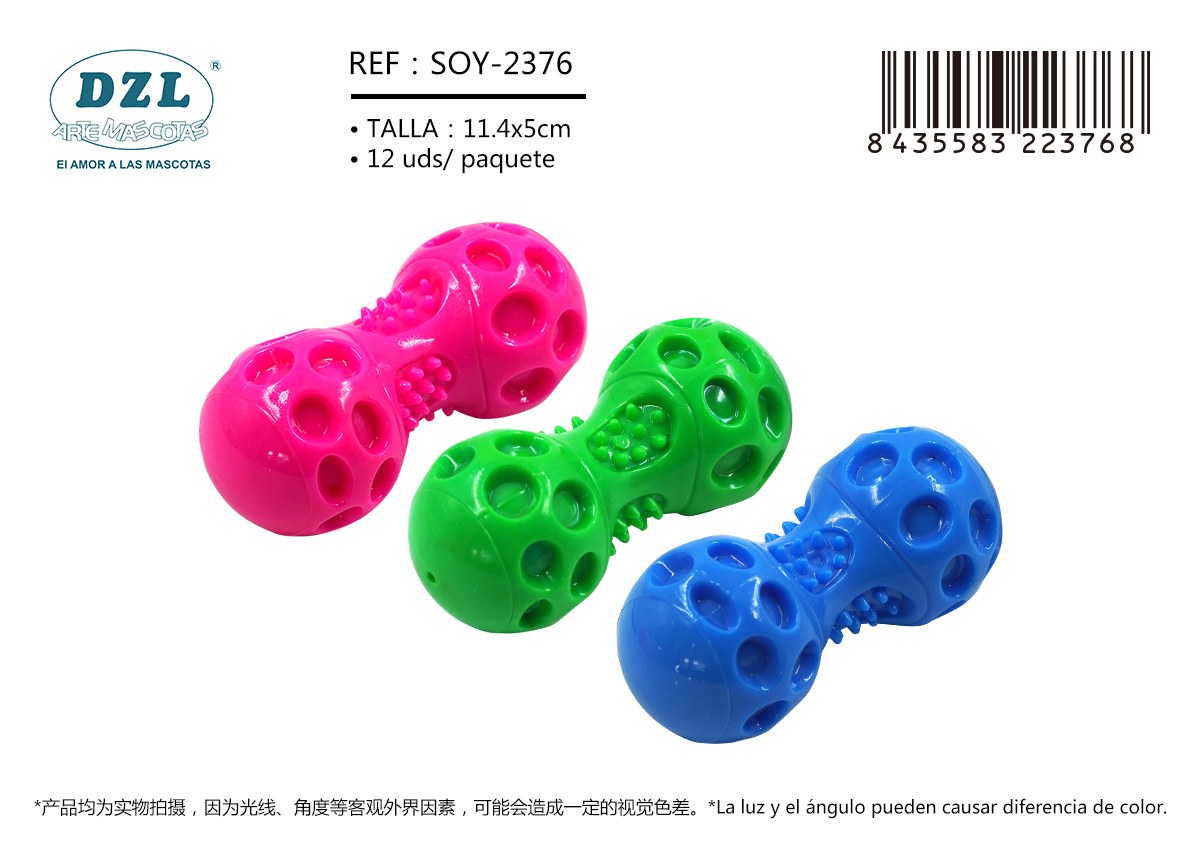 DZL ®
ARTE MASCOTAS
El AMOR A LAS MASCOTAS
REF：SOY-2376
• TALLA：11.4x5cm
• 12 uds/ paquete
8 435583 223768
*产品均为实物拍摄，因为光线、角度等客观外界因素，可能会造成一定的视觉色差。*La luz y el ángulo pueden causar diferencia de color.